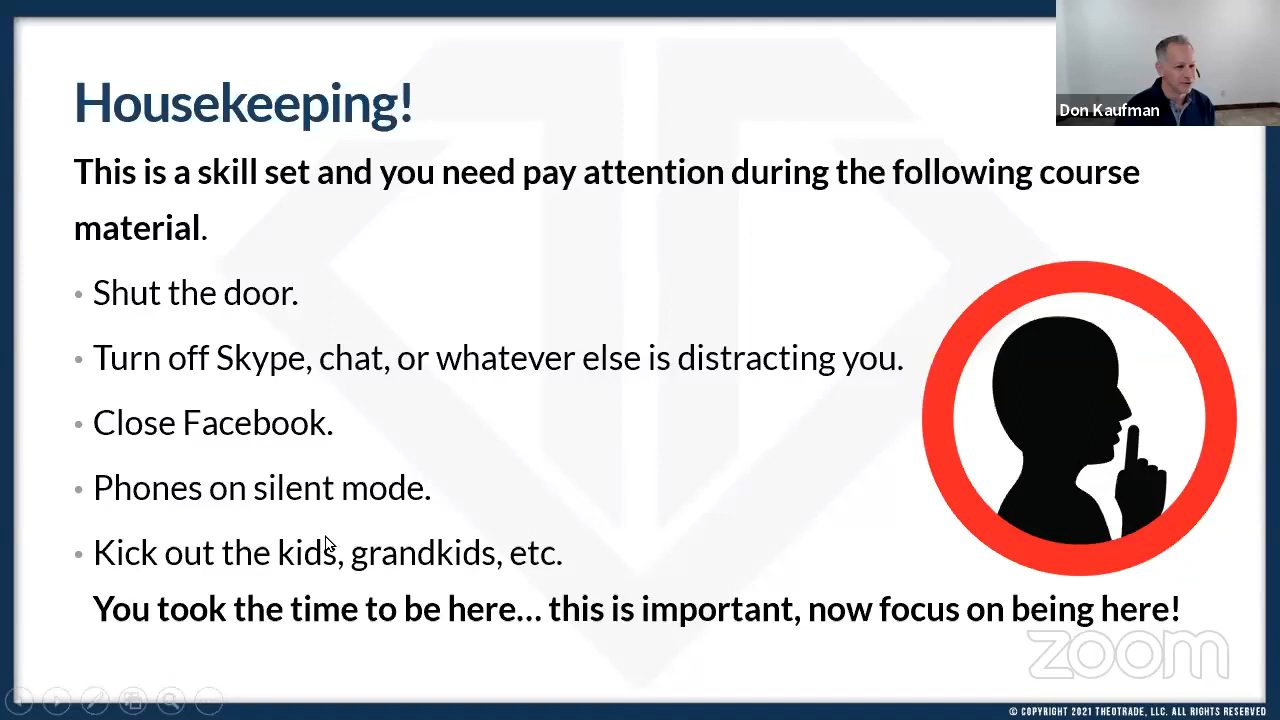 Housekeeping!
Don Kaufman
This is a skill set and you need pay attention during the following course
material.
• Shut the door.
• Turn off Skype, chat, or whatever else is distracting you.
• Close Facebook.
• Phones on silent mode.
• Kick out the kids, grandkids, etc.
You took the time to be here... this is important, now focus on being here!
zoom
© COPYRIGHT 2021 THEOTRADE, LLC. ALL RIGHTS RESERVED